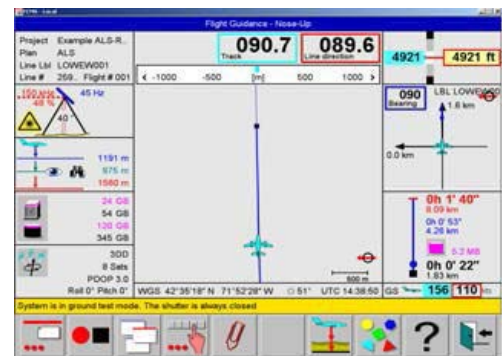 Flight Guidance - Nose-Up
Project Example ALS-R..
Plan ALS
Line Lbl LOWEW001
Line # 259.. Flight # 001
090.7
Track
089.6
Line direction
4921
4921 ft
< -1000 -500 [m] 500 1000 >
150 kHz
48 %
45 Hz
40°
090
Bearing
1.6 km
0.0 km
1191 m
975 m
1560 m
24 GB
54 GB
120 GB
345 GB
0h 1' 40"
8.09 km
0h 0' 53"
4.26 km
5.2 MB
0h 0' 22"
1.83 km
3DD
8 Sats
PDOP 3.0
Roll 0° Pitch 0°
500 m
WGS 42°35'18" N 71°52'28" W 51° UTC 14:38:50
GS 156 110
System is in ground test mode. The shutter is always closed
?